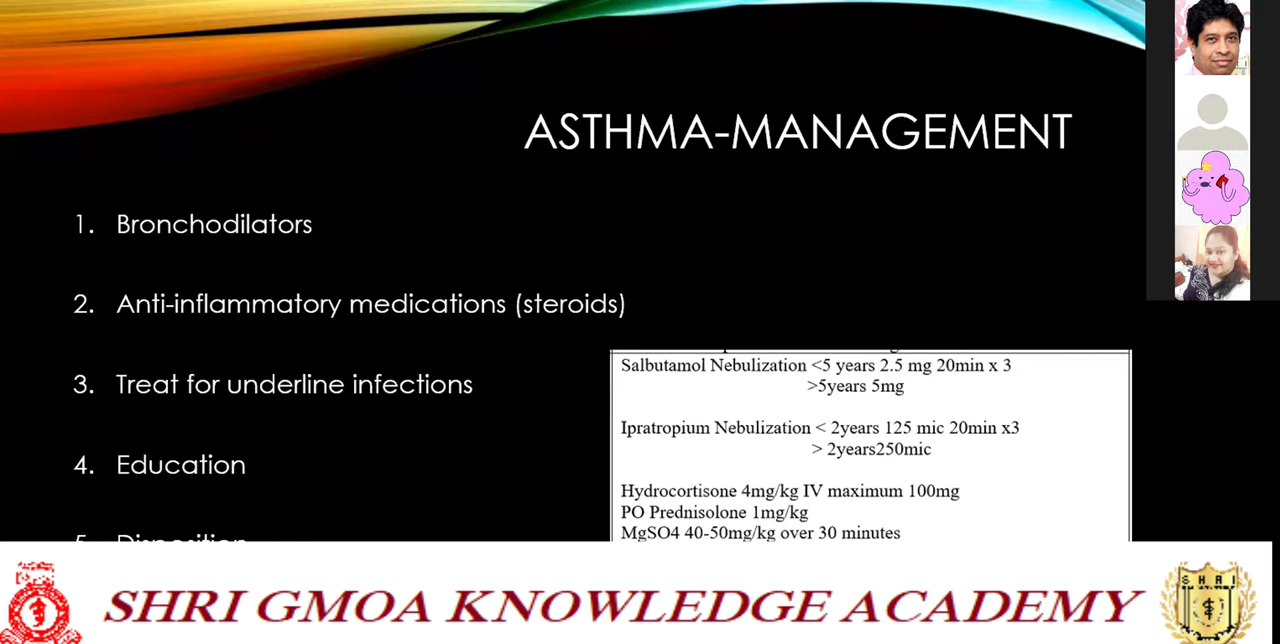 ASTHMA-MANAGEMENT
1. Bronchodilators
2. Anti-inflammatory medications (steroids)
3. Treat for underline infections
4. Education
5. Disposition
Salbutamol Nebulization <5 years 2.5 mg 20min x 3
>5years 5mg
Ipratropium Nebulization < 2years 125 mic 20min x3
> 2years250mic
Hydrocortisone 4mg/kg IV maximum 100mg
PO Prednisolone 1mg/kg
MgSO4 40-50mg/kg over 30 minutes
SHRI GMOA KNOWLEDGE ACADEMY
SHRI